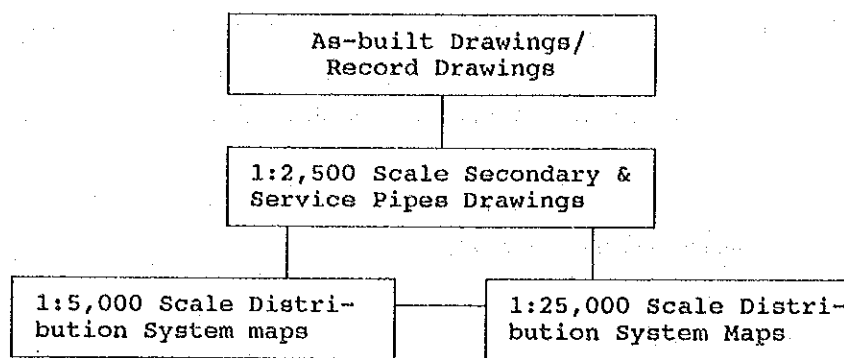 As-built Drawings/
Record Drawings
1:2,500 Scale Secondary &
Service Pipes Drawings
1:5,000 Scale Distri-
bution System maps
1:25,000 Scale Distri-
bution System Maps